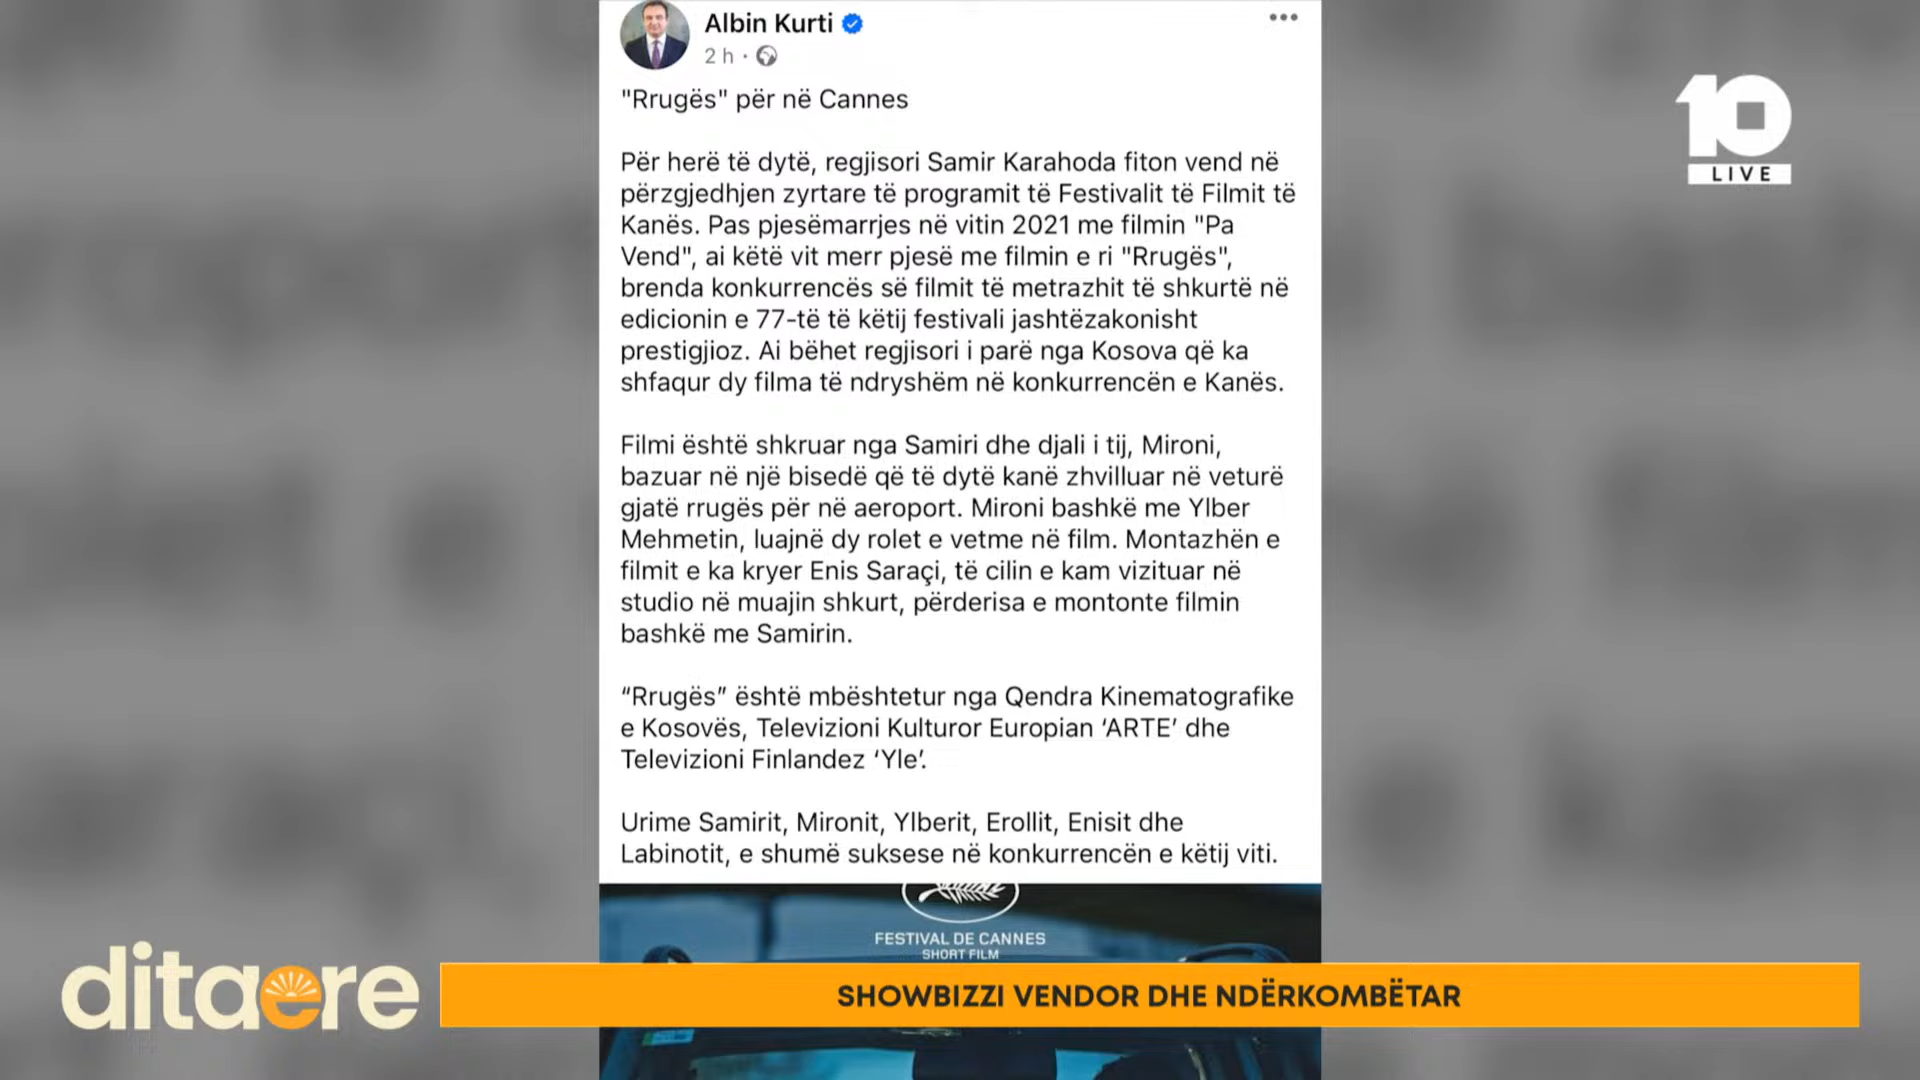 Albin Kurti
2 h ·
"Rrugës" për në Cannes
Për herë të dytë, regjisori Samir Karahoda fiton vend në
përzgjedhjen zyrtare të programit të Festivalit të Filmit të
Kanës. Pas pjesëmarrjes në vitin 2021 me filmin "Pa
Vend", ai këtë vit merr pjesë me filmin e ri "Rrugës",
brenda konkurrencës së filmit të metrazhit të shkurtë në
edicionin e 77-të të këtij festivali jashtëzakonisht
prestigjioz. Ai bëhet regjisori i parë nga Kosova që ka
shfaqur dy filma të ndryshëm në konkurrencën e Kanës.
Filmi është shkruar nga Samiri dhe djali i tij, Mironi,
bazuar në një bisedë që të dytë kanë zhvilluar në veturë
gjatë rrugës për në aeroport. Mironi bashkë me Ylber
Mehmetin, luajnë dy rolet e vetme në film. Montazhën e
filmit e ka kryer Enis Saraçi, të cilin e kam vizituar në
studio në muajin shkurt, përderisa e montonte filmin
bashkë me Samirin.
“Rrugës” është mbështetur nga Qendra Kinematografike
e Kosovës, Televizioni Kulturor Europian ‘ARTE’ dhe
Televizioni Finlandez ‘Yle’.
Urime Samirit, Mironit, Ylberit, Erollit, Enisit dhe
Labinotit, e shumë suksese në konkurrencën e këtij viti.
FESTIVAL DE CANNES
SHORT FILM
10
LIVE
ditaere
SHOWBIZZI VENDOR DHE NDËRKOMBËTAR